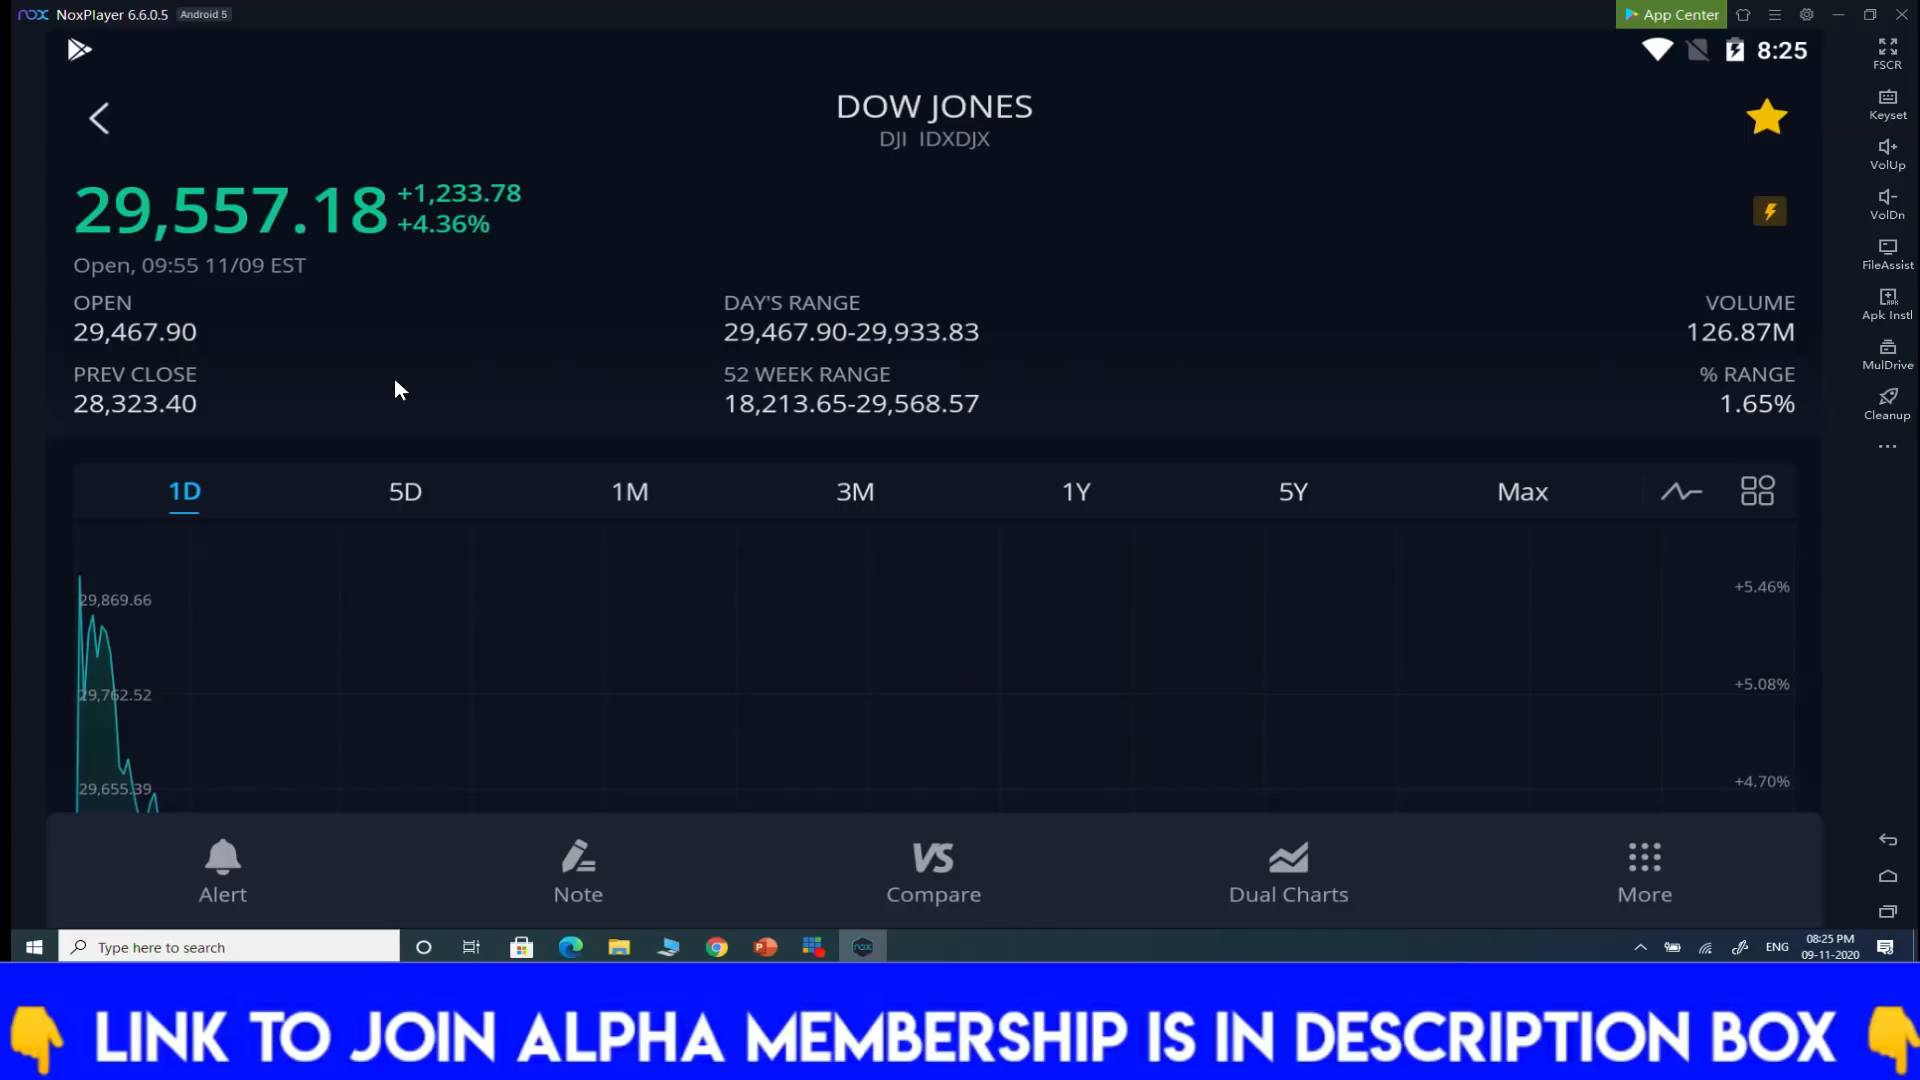 nox NoxPlayer 6.6.0.5 Android 5 App Center
8:25
FSCR
DOW JONES
DJI IDXDJX
Keyset
VolUp
29,557.18 +1,233.78
+4.36%
VolDn
Open, 09:55 11/09 EST
FileAssist
OPEN DAY'S RANGE VOLUME
29,467.90 29,467.90-29,933.83 126.87M
Apk Instl
PREV CLOSE 52 WEEK RANGE % RANGE
28,323.40 18,213.65-29,568.57 1.65%
MulDrive
Cleanup
1D 5D 1M 3M 1Y 5Y Max
29,869.66 +5.46%
29,762.52 +5.08%
29,655.39 +4.70%
VS
Alert Note Compare Dual Charts More
Type here to search
ENG 08:25 PM
09-11-2020
LINK TO JOIN ALPHA MEMBERSHIP IS IN DESCRIPTION BOX